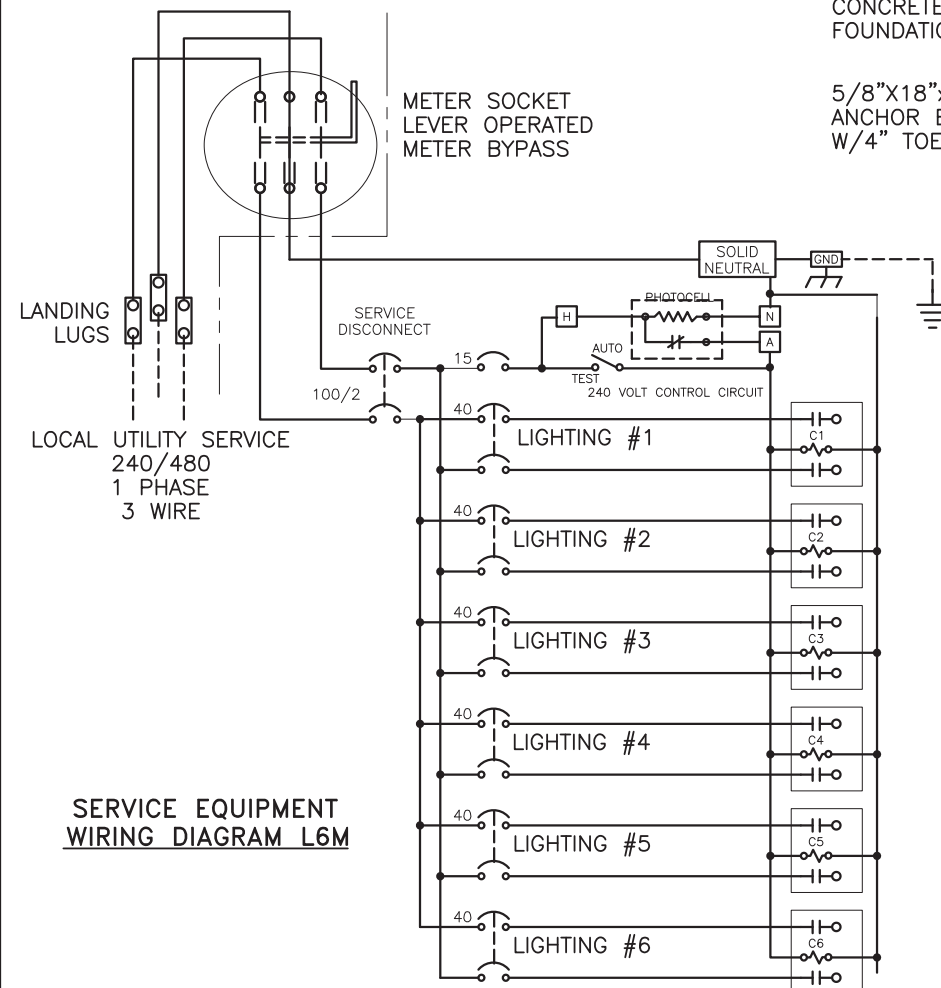 CONCRETE
5/8"X18"
W/4" TOE
METER SOCKET
LEVER OPERATED
METER BYPASS
SOLID
NEUTRAL
GND
LANDING
LUGS
SERVICE
DISCONNECT
PHOTOCELL
H
N
A
AUTO
TEST
15
240 VOLT CONTROL CIRCUIT
100/2
LOCAL UTILITY SERVICE
240/480
1 PHASE
3 WIRE
40
LIGHTING #1
C1
40
LIGHTING #2
C2
40
LIGHTING #3
C3
40
LIGHTING #4
C4
SERVICE EQUIPMENT
WIRING DIAGRAM L6M
40
LIGHTING #5
C5
40
LIGHTING #6
C6